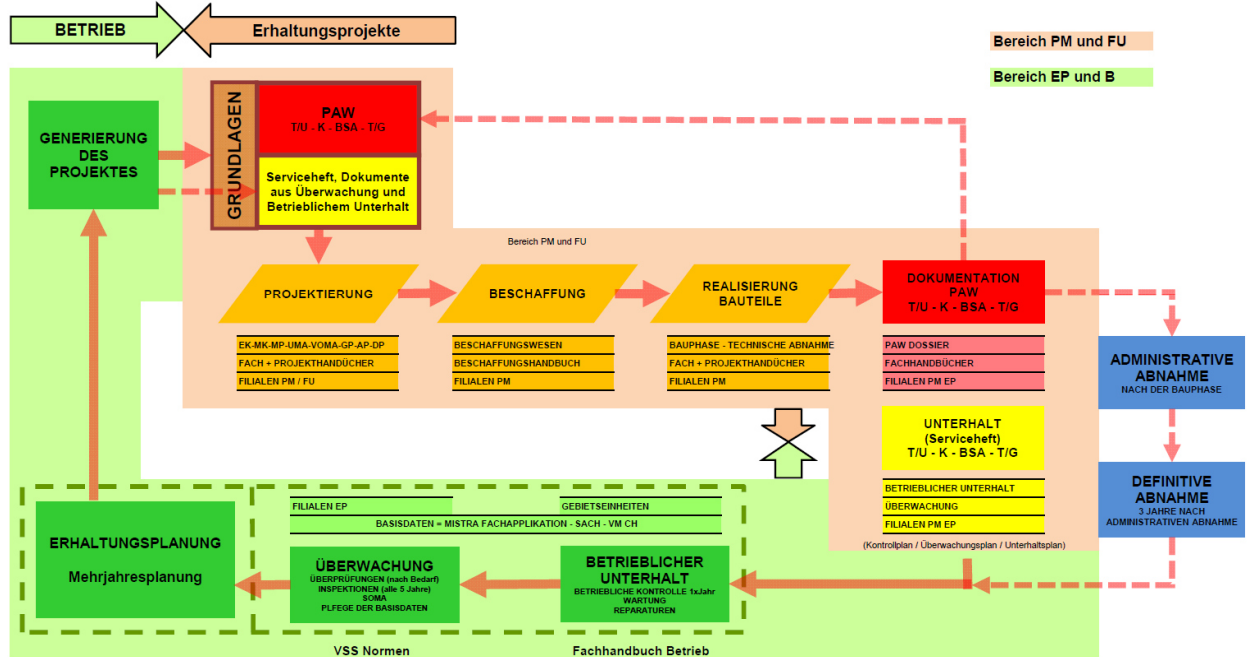 BETRIEB
Erhaltungsprojekte
Bereich PM und FU
Bereich EP und B
GENERIERUNG
DES
PROJEKTES
GRUNDLAGEN
PAW
T/U - K - BSA - T/G
Serviceheft, Dokumente
aus Überwachung und
Betrieblichem Unterhalt
Bereich PM und FU
PROJEKTIERUNG
BESCHAFFUNG
REALISIERUNG
BAUTEILE
DOKUMENTATION
PAW
T/U - K - BSA - T/G
EK-MK-MP-UMA-VOMA-GP-AP-DP
FACH + PROJEKTHANDÜCHER
FILIALEN PM / FU
BESCHAFFUNGSWESEN
BESCHAFFUNGSHANDBUCH
FILIALEN PM
BAUPHASE - TECHNISCHE ABNAHME
FACH + PROJEKTHANDÜCHER
FILIALEN PM
PAW DOSSIER
FACHHANDBÜCHER
FILIALEN PM EP
ADMINISTRATIVE
ABNAHME
NACH DER BAUPHASE
UNTERHALT
(Serviceheft)
T/U - K - BSA - T/G
BETRIEBLICHER UNTERHALT
ÜBERWACHUNG
FILIALEN PM EP
(Kontrollplan / Überwachungsplan / Unterhaltsplan)
DEFINITIVE
ABNAHME
3 JAHRE NACH
ADMINISTRATIVEN ABNAHME
ERHALTUNGSPLANUNG
Mehrjahresplanung
FILIALEN EP
GEBIETSEINHEITEN
BASISDATEN = MISTRA FACHAPPLIKATION - SACH - VM CH
ÜBERWACHUNG
ÜBERPRÜFUNGEN (nach Bedarf)
INSPEKTIONEN (alle 5 Jahre)
SOMA
PLFEGE DER BASISDATEN
BETRIEBLICHER
UNTERHALT
BETRIEBLICHE KONTROLLE 1xJahr
WARTUNG
REPARATUREN
VSS Normen
Fachhandbuch Betrieb